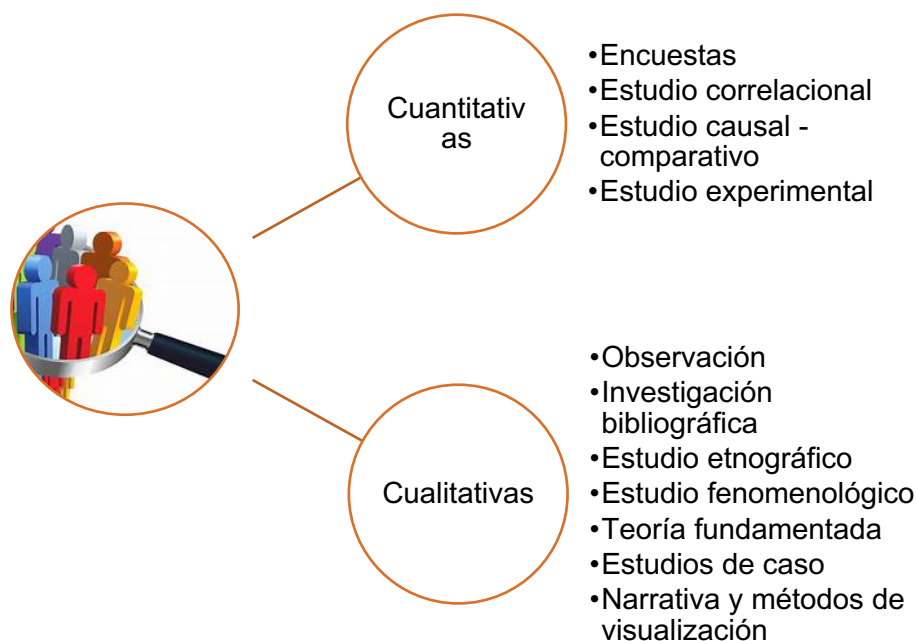 Cuantitativ
as
•Encuestas
•Estudio correlacional
•Estudio causal -
comparativo
•Estudio experimental
Cualitativas
•Observación
•Investigación
bibliográfica
•Estudio etnográfico
•Estudio fenomenológico
•Teoría fundamentada
•Estudios de caso
•Narrativa y métodos de
visualización